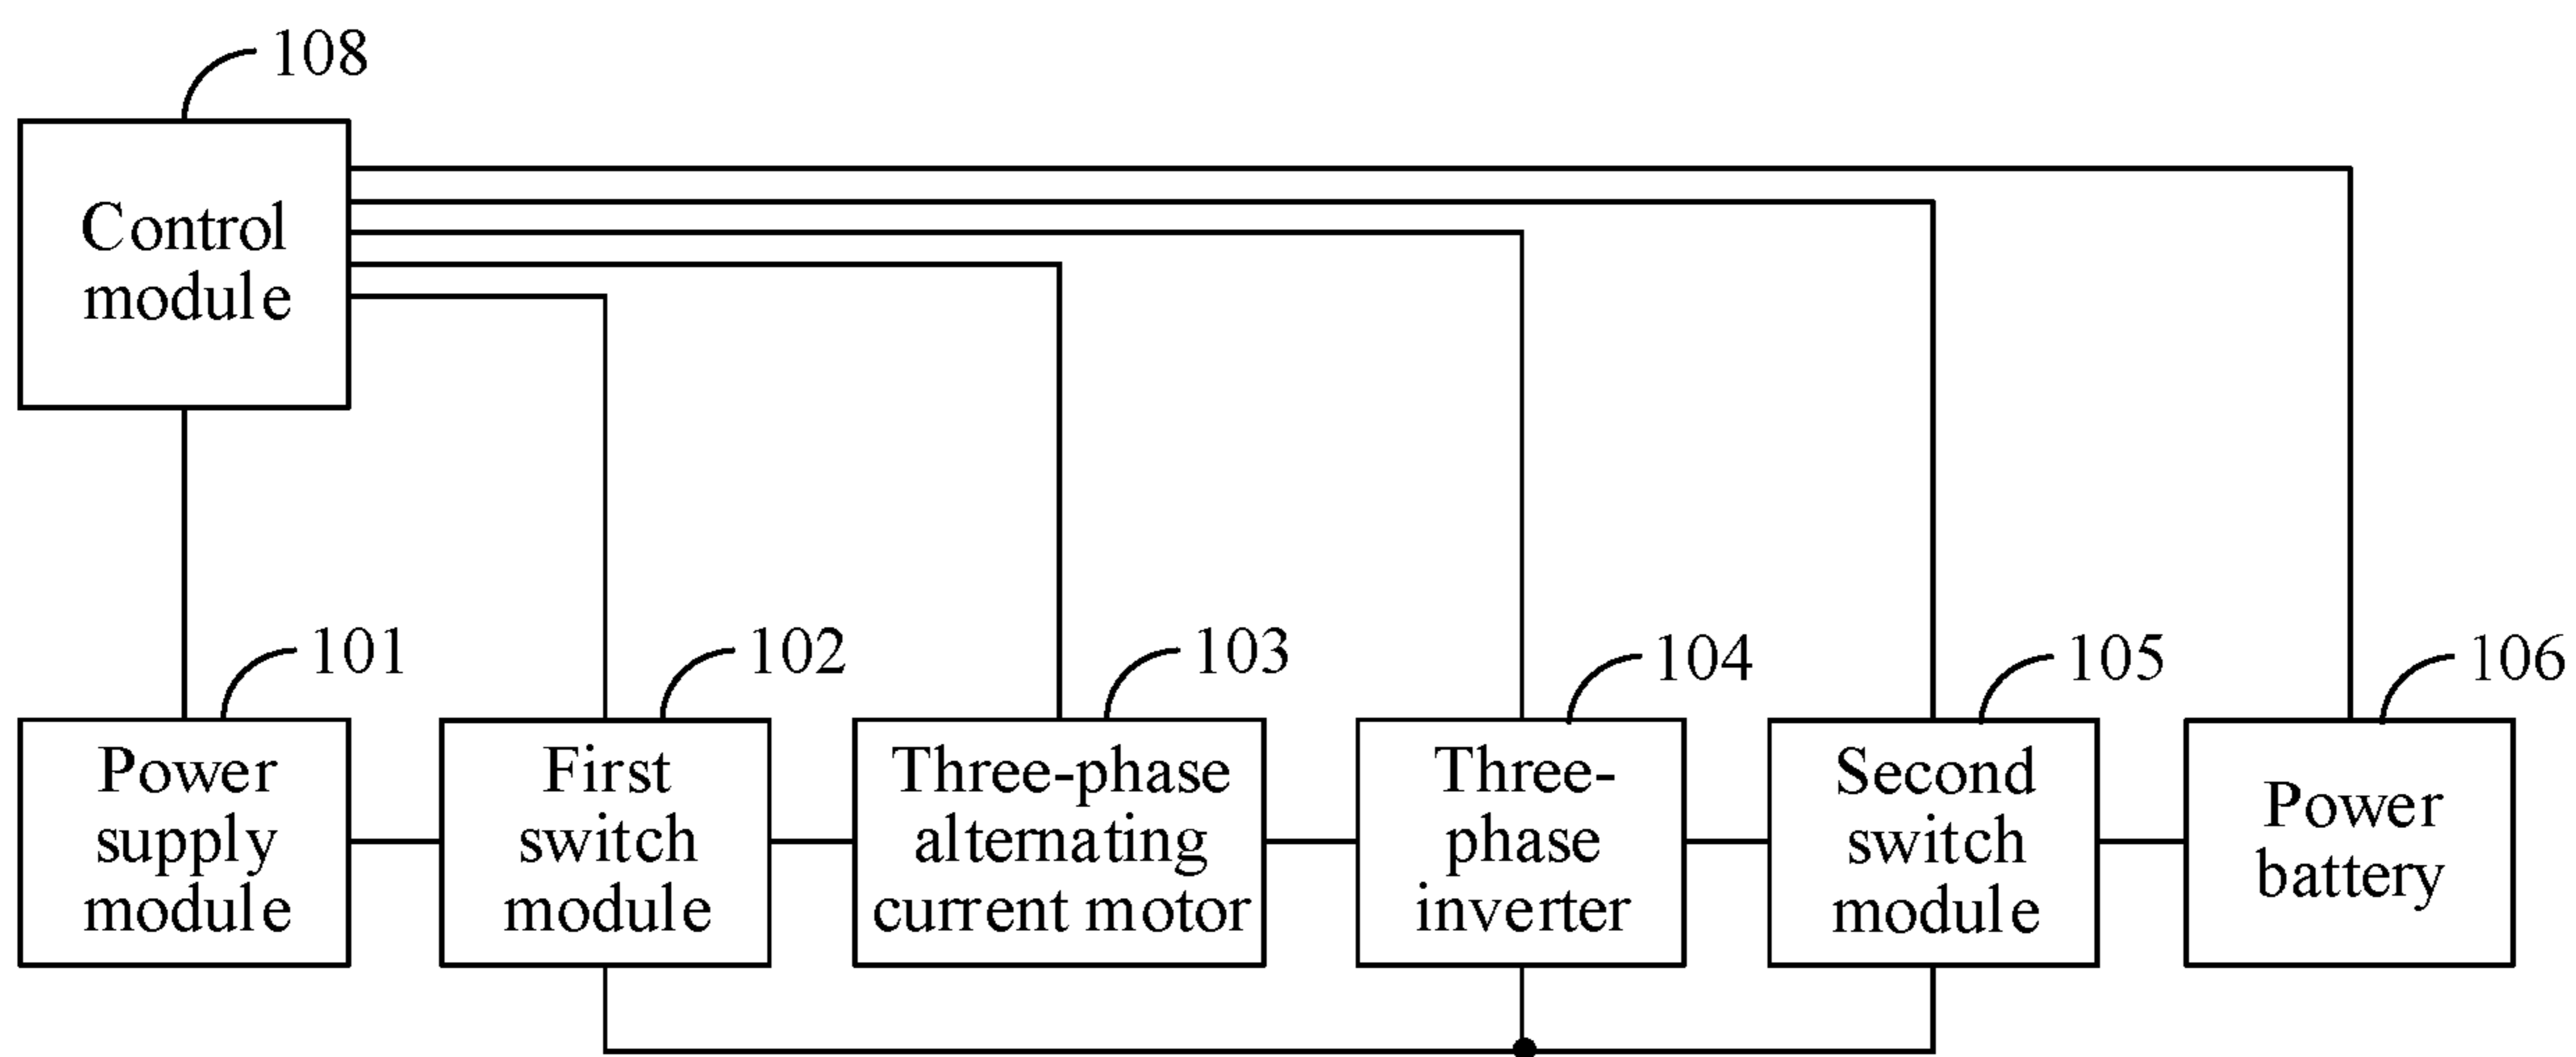 108
Control
module
101
102
103
104
105
106
Power
supply
module
First
switch
module
Three-phase
alternating
current motor
Three-
phase
inverter
Second
switch
module
Power
battery